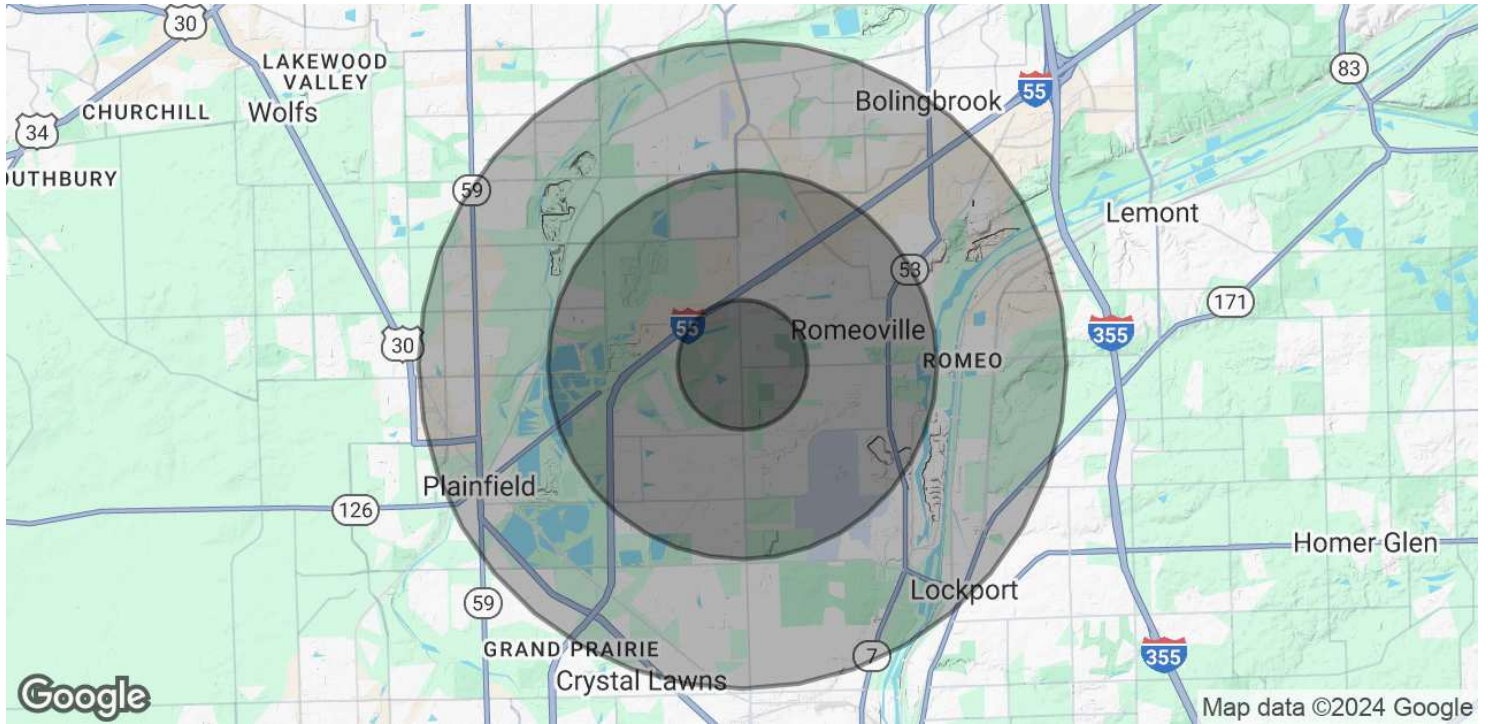 30
LAKEWOOD
VALLEY
83
55
CHURCHILL
Wolfs
Bolingbrook
34
OUTHBURY
59
Lemont
53
171
55
Romeoville
355
30
ROMEO
Plainfield
126
Homer Glen
59
Lockport
GRAND PRAIRIE
7
355
Crystal Lawns
Google
Map data ©2024 Google